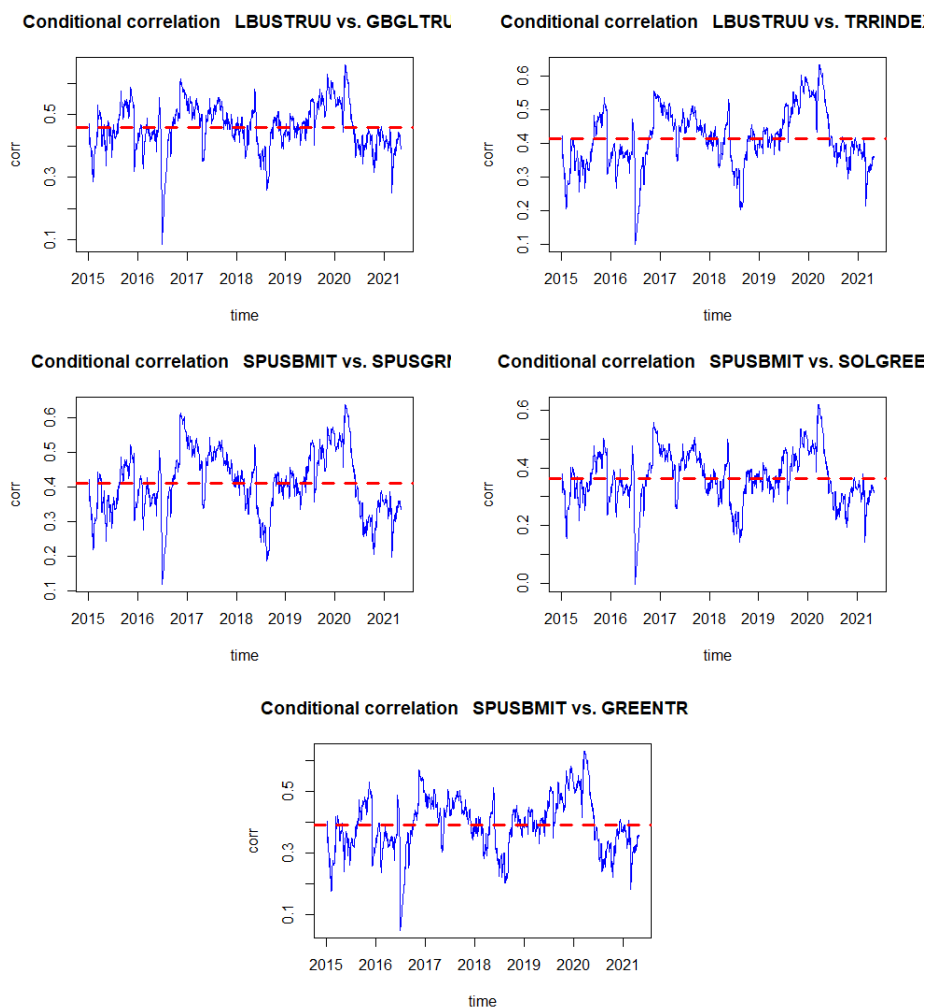 Conditional correlation LBUSTRUU vs. GBGLTRU
Conditional correlation LBUSTRUU vs. TRRINDE
corr
0.1 0.3 0.5
2015 2016 2017 2018 2019 2020 2021
time
corr
0.1 0.2 0.3 0.4 0.5 0.6
2015 2016 2017 2018 2019 2020 2021
time
Conditional correlation SPUSBMIT vs. SPUSGR
Conditional correlation SPUSBMIT vs. SOLGREE
corr
0.1 0.2 0.3 0.4 0.5 0.6
2015 2016 2017 2018 2019 2020 2021
time
corr
0.0 0.2 0.4 0.6
2015 2016 2017 2018 2019 2020 2021
time
Conditional correlation SPUSBMIT vs. GREENTR
corr
0.1 0.3 0.5
2015 2016 2017 2018 2019 2020 2021
time